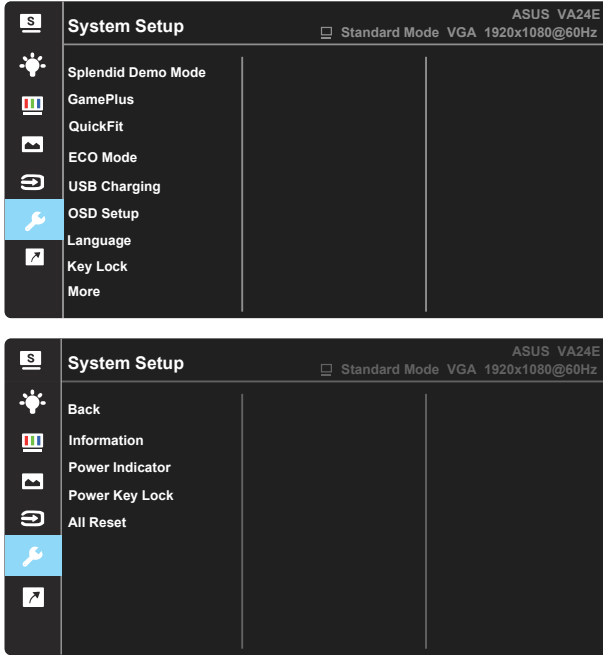 S
System Setup
ASUS VA24E
Standard Mode VGA 1920x1080@60Hz
Splendid Demo Mode
GamePlus
QuickFit
ECO Mode
USB Charging
OSD Setup
Language
Key Lock
More
S
System Setup
ASUS VA24E
Standard Mode VGA 1920x1080@60Hz
Back
Information
Power Indicator
Power Key Lock
All Reset